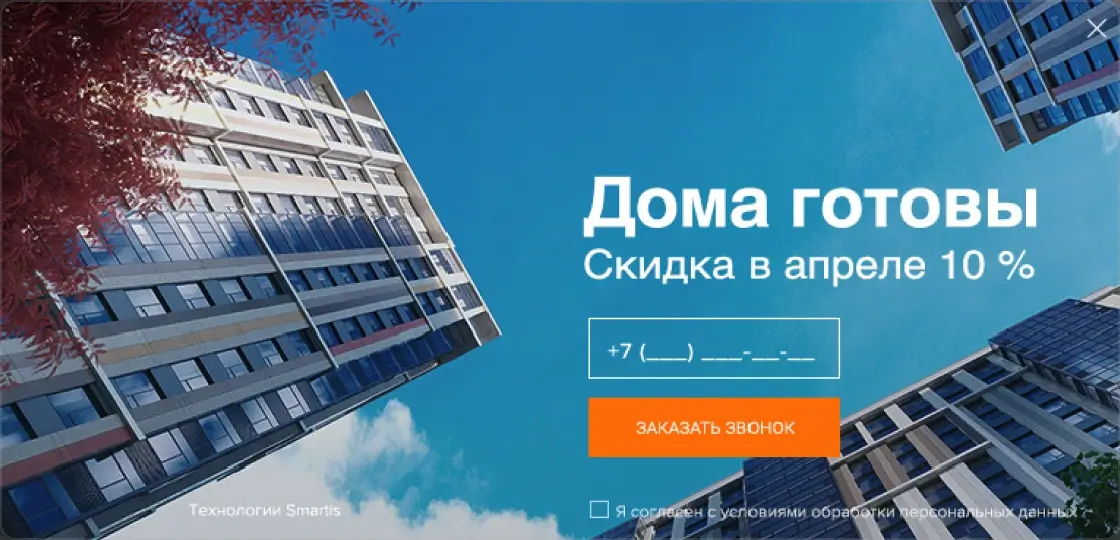 Дома готовы
Скидка в апреле 10 %
+7 (___) ___-__-__
ЗАКАЗАТЬ ЗВОНОК
Технологии Smartis
Я согласен с условиями обработки персональных данных